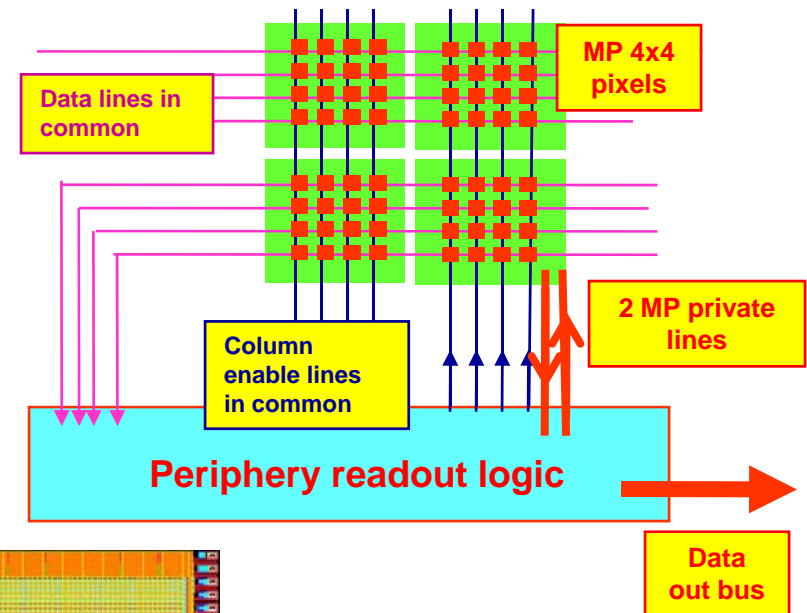 MP 4x4
pixels
Data lines in
common
2 MP private
lines
Column
enable lines
in common
Periphery readout logic
Data
out bus